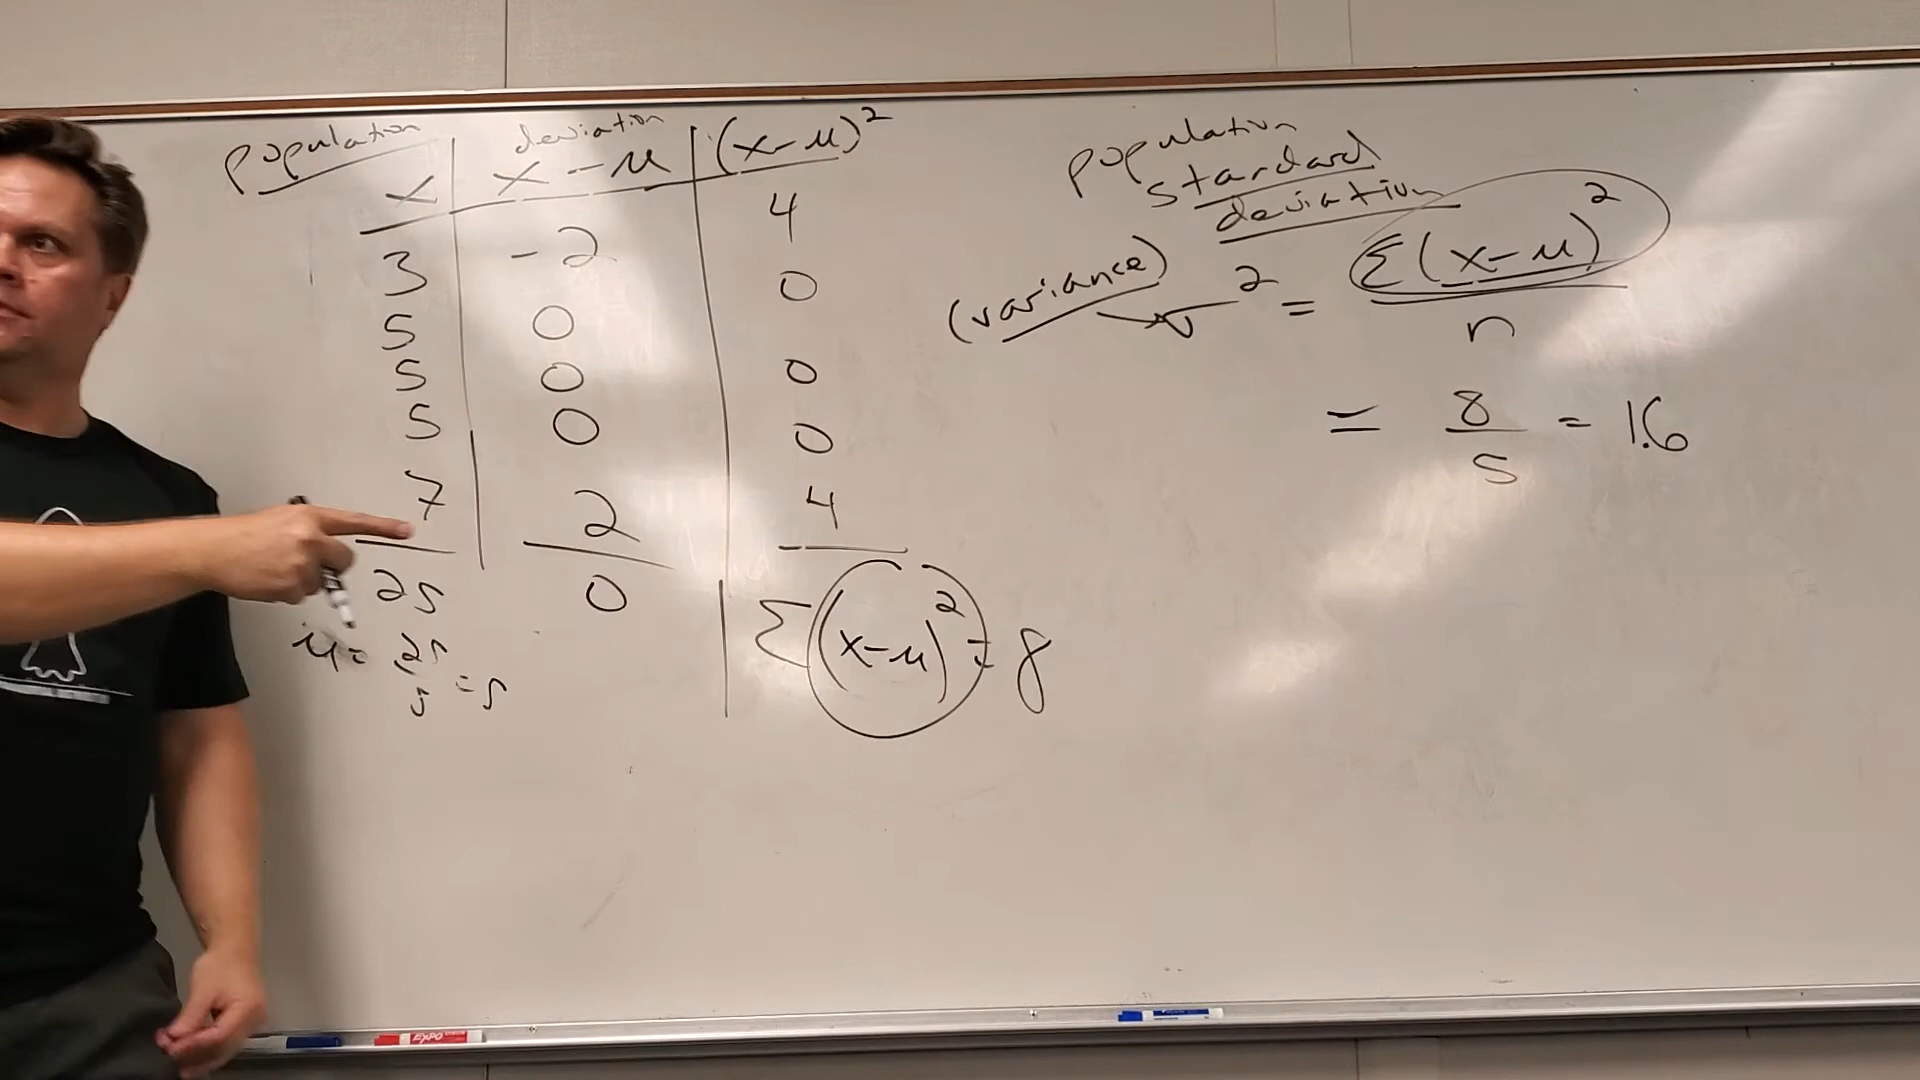 population deviation
x x - μ (x-μ)²
3 -2 4
5 0 0
5 0 0
5 0 0
7 2 4
25 0 Σ(x-μ)² = 8
μ = 25/5 = 5
population
standard
deviation
(variance) σ² = Σ(x-μ)²/n
= 8/5 = 1.6
EXPO